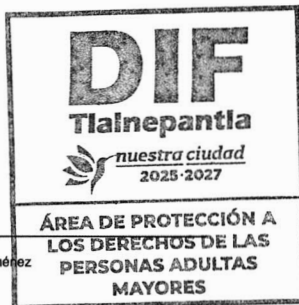 DIF
Tlalnepantla
nuestra ciudad
2025-2027
ÁREA DE PROTECCIÓN A
LOS DERECHOS DE LAS
PERSONAS ADULTAS
MAYORES